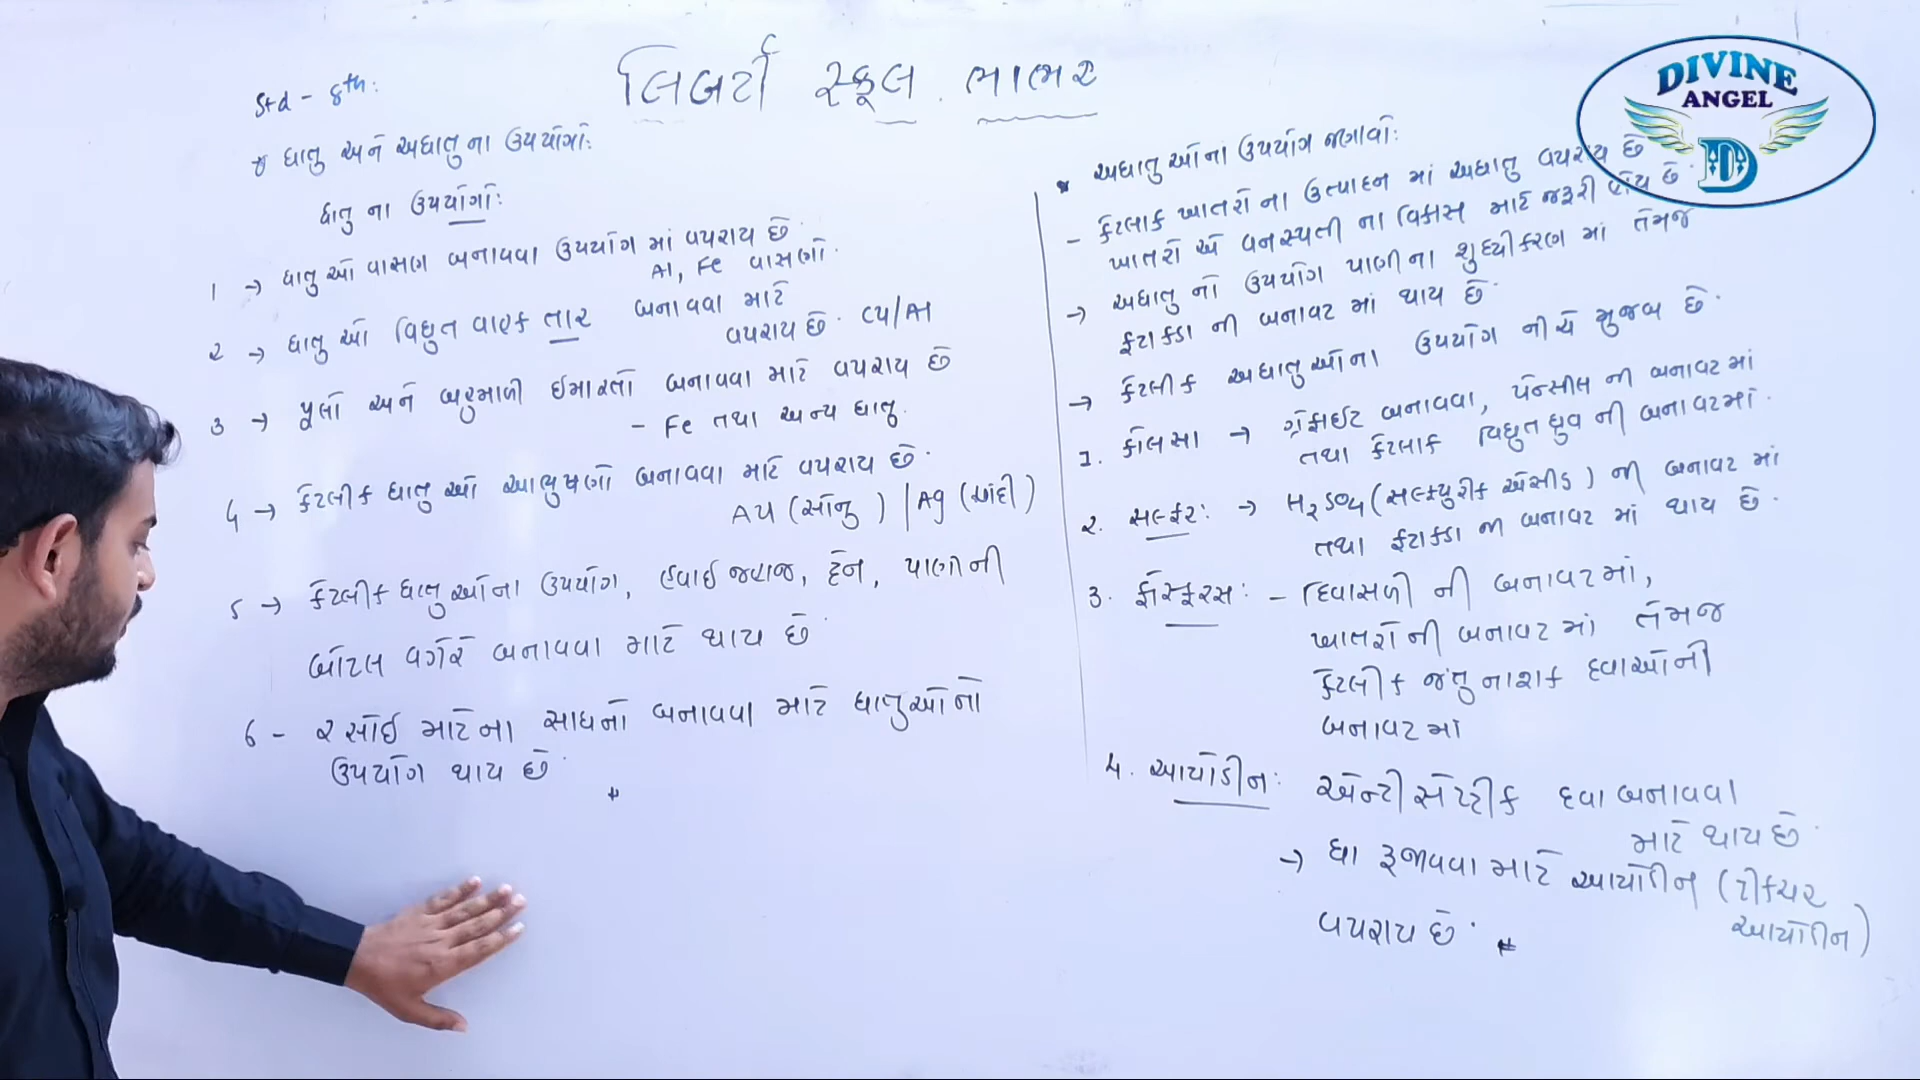 લિબર્ટી સ્કૂલ ભાભર
Std - 8th:
* ધાતુ અને અધાતુ ના ઉપયોગો:
ધાતુ ના ઉપયોગો:
1 → ધાતુ ઓ વાસણ બનાવવા ઉપયોગ માં વપરાય છે.
Al, Fe વાસણો.
૨ → ધાતુ ઓ વિદ્યુત વાહક તાર બનાવવા માટે
વપરાય છે. Cu/Al
૩ → પૂલો અને બહુમાળી ઈમારતો બનાવવા માટે વપરાય છે
- Fe તથા અન્ય ધાતુ.
૪ → કેટલીક ધાતુ ઓ આભુષણો બનાવવા માટે વપરાય છે.
Au (સોનુ) | Ag (ચાંદી)
૫ → કેટલીક ધાતુઓના ઉપયોગ, હવાઈ જહાજ, ટ્રેન, પાણીની
બોટલ વગેરે બનાવવા માટે થાય છે.
6 - રસોઈ માટેના સાધનો બનાવવા માટે ધાતુઓનો
ઉપયોગ થાય છે.
* અધાતુ ઓના ઉપયોગ જણાવો:
- કેટલાક ખાતરો ના ઉત્પાદન માં અધાતુ વપરાય છે
ખાતરો એ વનસ્પતી ના વિકાસ માટે જરૂરી હોય છે.
→ અધાતુ નો ઉપયોગ પાણીના શુદ્ધીકરણ માં તેમજ
ફટાકડા ની બનાવટ માં થાય છે.
→ કેટલીક અધાતુઓના ઉપયોગ નીચે મુજબ છે.
1. કોલસા → ગ્રેફાઈટ બનાવવા, પેન્સીલ ની બનાવટ માં
તથા કેટલાક વિદ્યુત ધ્રુવ ની બનાવટમાં.
૨. સલ્ફર: → H₂SO₄ (સલ્ફ્યુરીક એસીડ) ની બનાવટ માં
તથા ફટાકડા ની બનાવટ માં થાય છે.
3. ફોસ્ફરસ: - દિવાસળી ની બનાવટમાં,
ખાતરોની બનાવટ માં તેમજ
કેટલીક જંતુનાશક દવાઓની
બનાવટ માં
4. આયોડીન: એન્ટીસેપ્ટીક દવા બનાવવા
માટે થાય છે.
→ ઘા રૂજાવવા માટે આયોડીન (ટીંક્ચર
આયોડીન)
વપરાય છે.
DIVINE
ANGEL
D